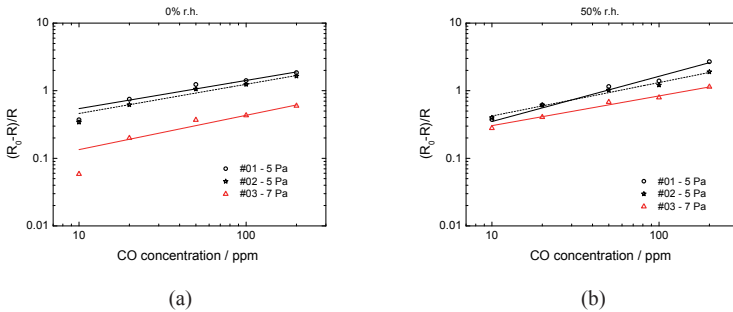 0% r.h.
10
1
0.1
0.01
(R₀-R)/R
#01 - 5 Pa
#02 - 5 Pa
#03 - 7 Pa
10
100
CO concentration / ppm
(a)
50% r.h.
10
1
0.1
0.01
(R₀-R)/R
#01 - 5 Pa
#02 - 5 Pa
#03 - 7 Pa
10
100
CO concentration / ppm
(b)